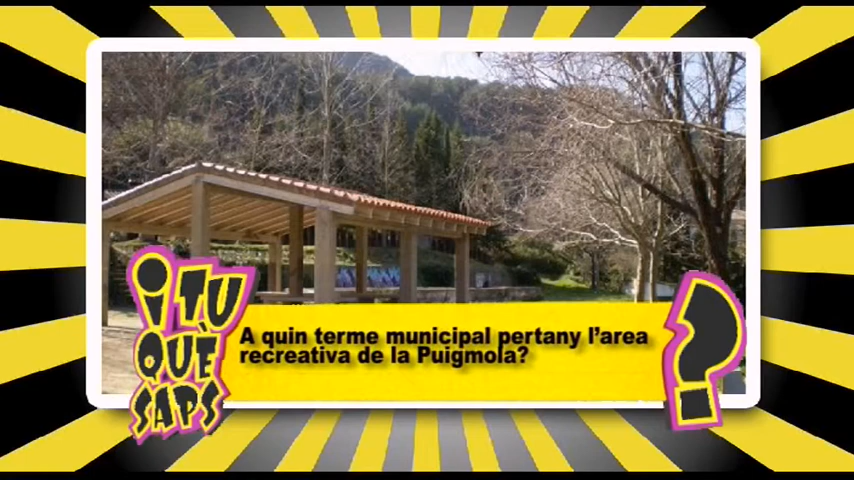 I TU
QUÈ
SAPS
A quin terme municipal pertany l'area
recreativa de la Puigmola?
?